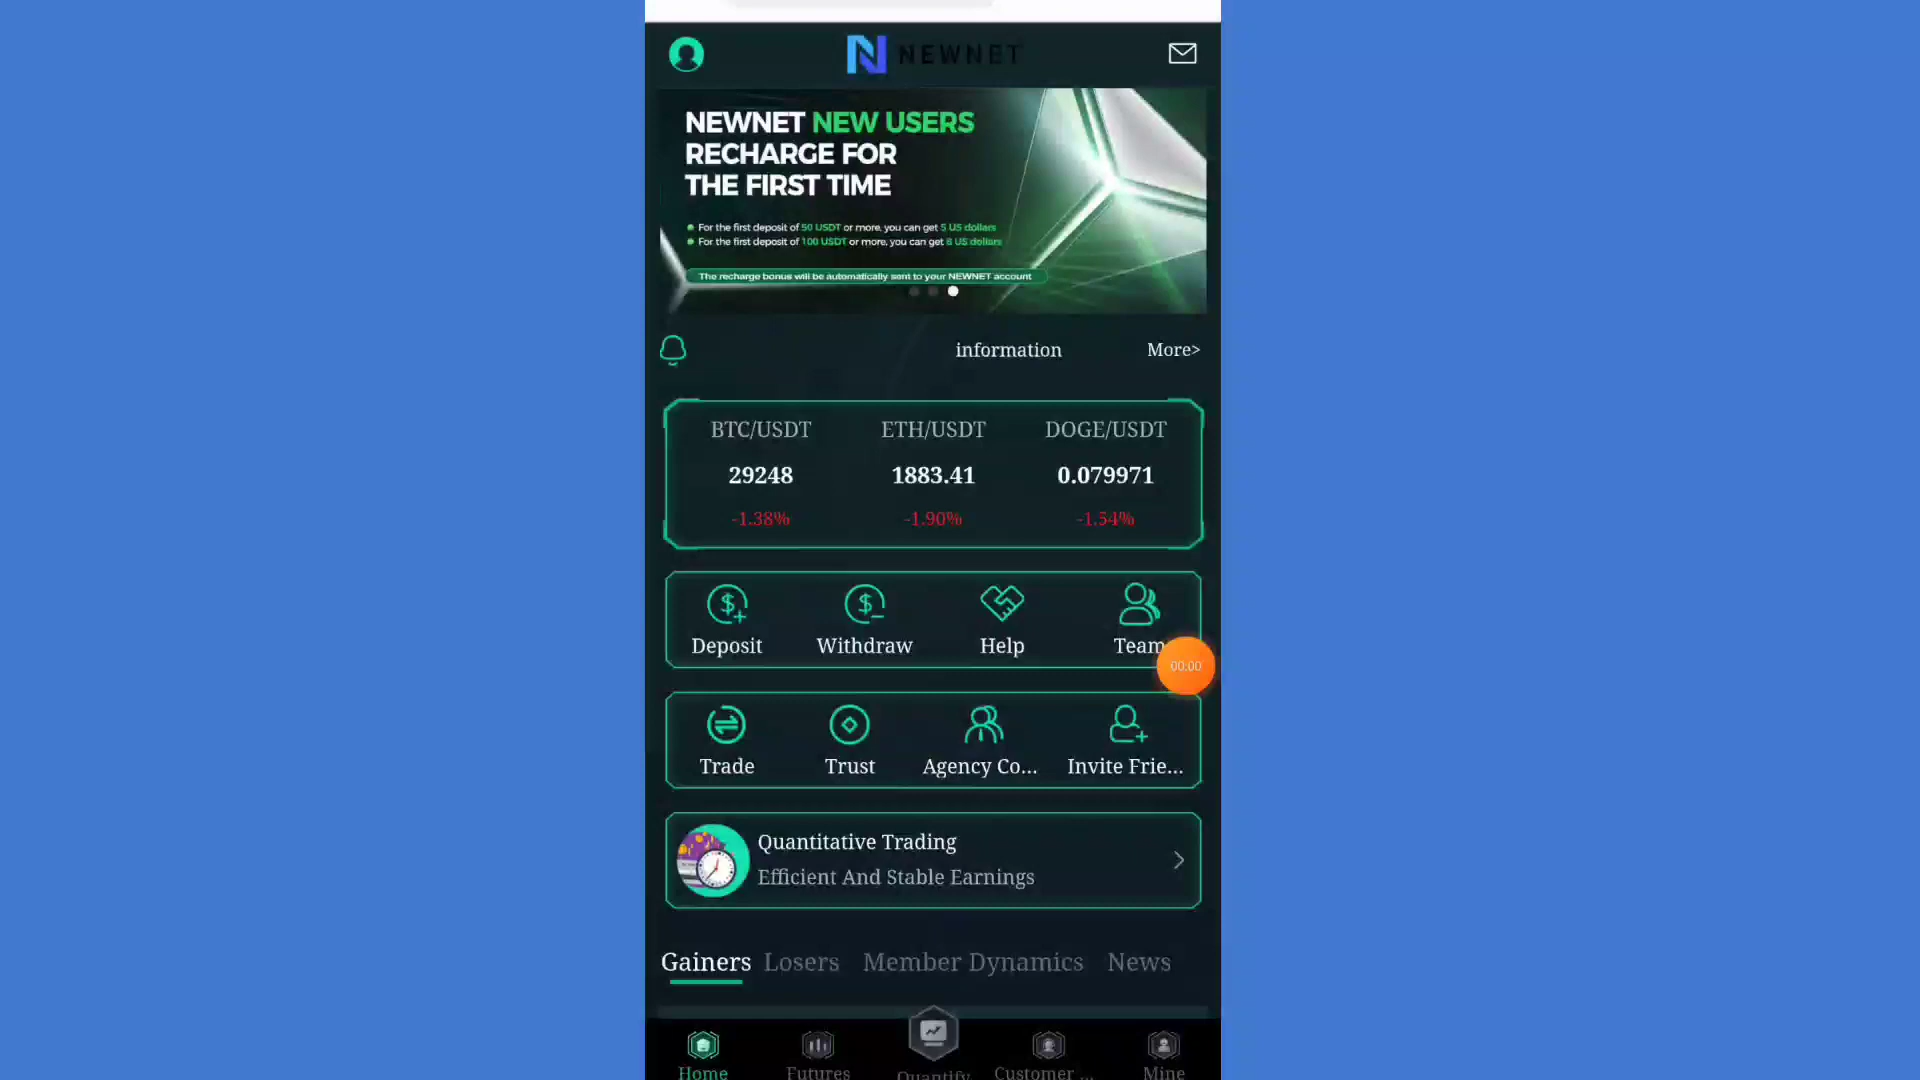 NEWNET
NEWNET NEW USERS
RECHARGE FOR
THE FIRST TIME
For the first deposit of 50 USDT or more, you can get 5 US dollars
For the first deposit of 100 USDT or more, you can get 8 US dollars
The recharge bonus will be automatically sent to your NEWNET account
information More>
BTC/USDT ETH/USDT DOGE/USDT
29248 1883.41 0.079971
-1.38% -1.90% -1.54%
Deposit Withdraw Help Team
00:00
Trade Trust Agency Co... Invite Frie...
Quantitative Trading
Efficient And Stable Earnings
Gainers Losers Member Dynamics News
Home Futures Quantify Customer ... Mine